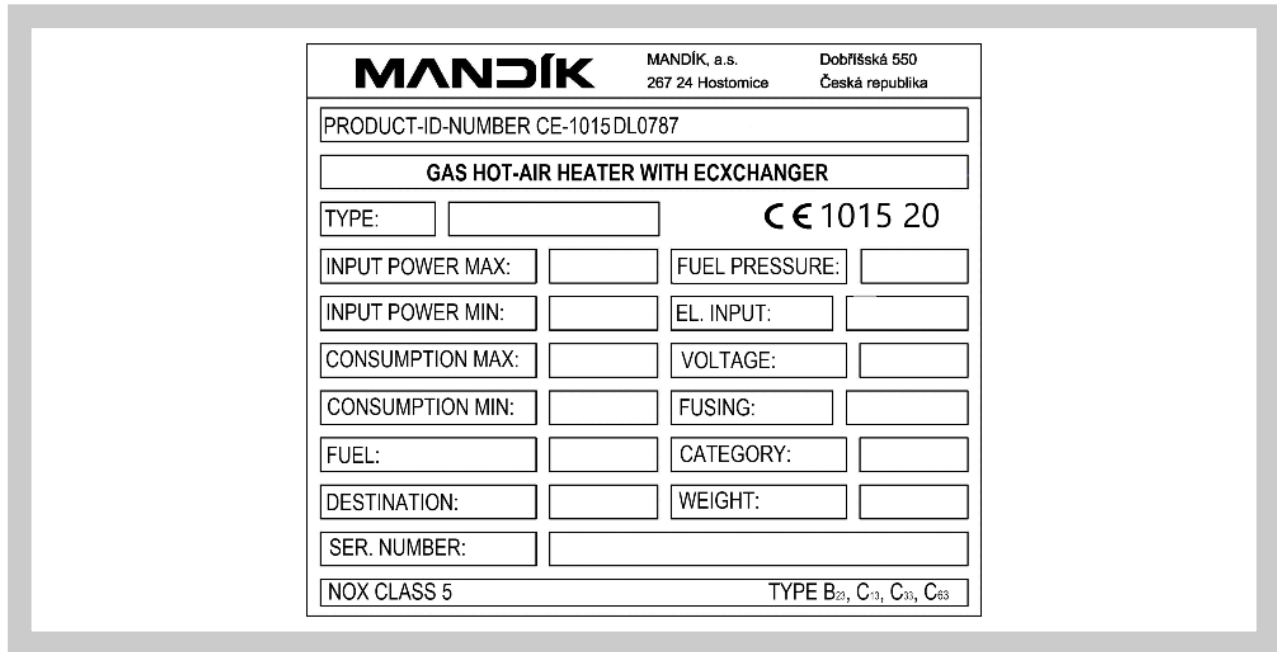 MANDÍK
MANDÍK, a.s. Dobříšská 550
267 24 Hostomice Česká republika
PRODUCT-ID-NUMBER CE-1015DL0787
GAS HOT-AIR HEATER WITH ECXCHANGER
TYPE: CE 1015 20
INPUT POWER MAX: FUEL PRESSURE:
INPUT POWER MIN: EL. INPUT:
CONSUMPTION MAX: VOLTAGE:
CONSUMPTION MIN: FUSING:
FUEL: CATEGORY:
DESTINATION: WEIGHT:
SER. NUMBER:
NOX CLASS 5 TYPE B₂₃, C₁₃, C₃₃, C₆₃